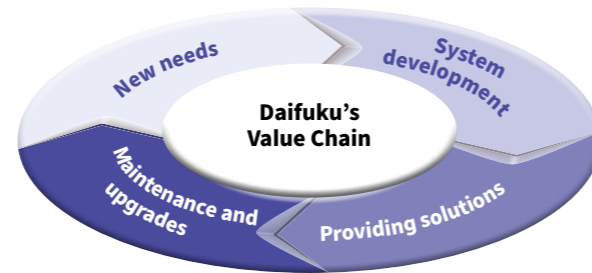 New needs
System
development
Daifuku’s
Value Chain
Maintenance and
upgrades
Providing solutions